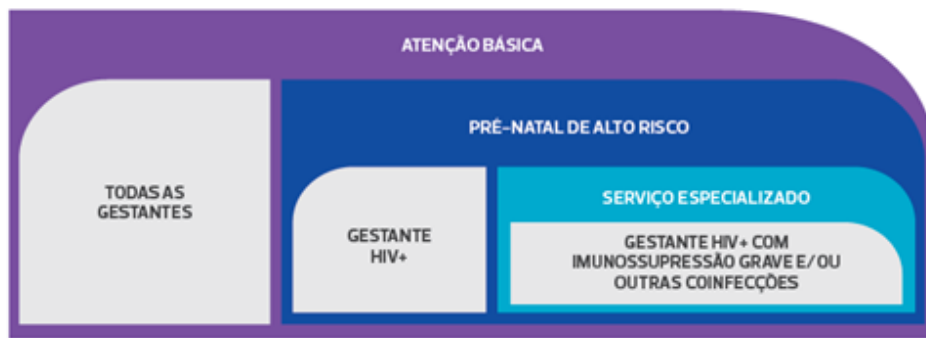 ATENÇÃO BÁSICA
PRÉ-NATAL DE ALTO RISCO
TODAS AS
GESTANTES
GESTANTE
HIV+
SERVIÇO ESPECIALIZADO
GESTANTE HIV+ COM
IMUNOSSUPRESSÃO GRAVE E/OU
OUTRAS COINFECÇÕES